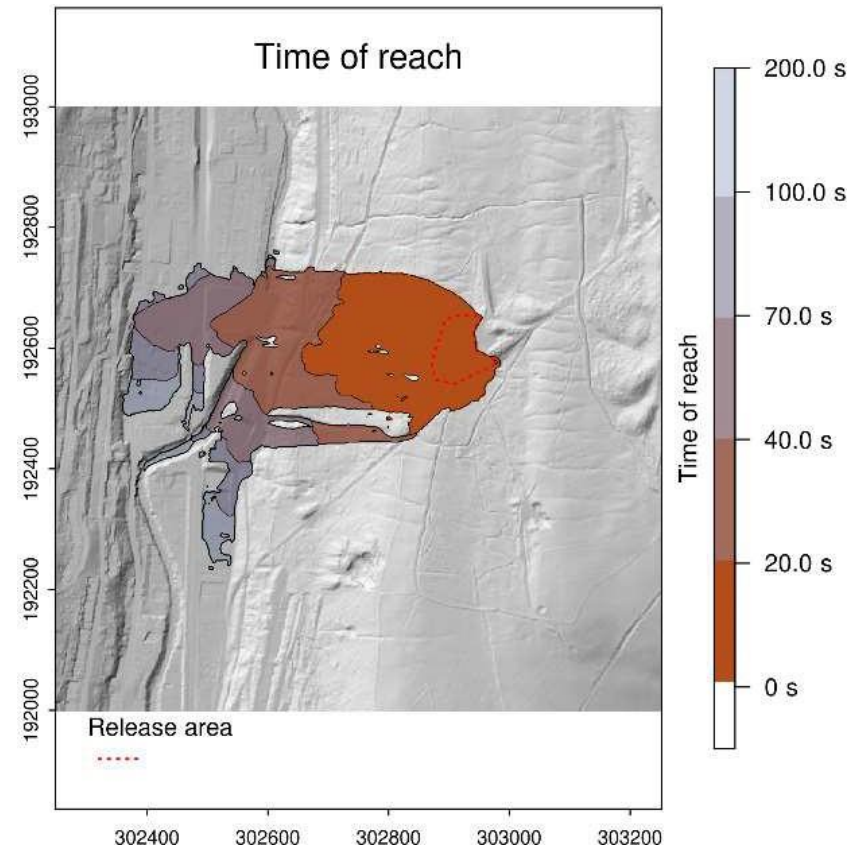 Time of reach
193000
192800
192600
192400
192200
192000
Release area
302400 302600 302800 303000 303200
Time of reach
200.0 s
100.0 s
70.0 s
40.0 s
20.0 s
0 s